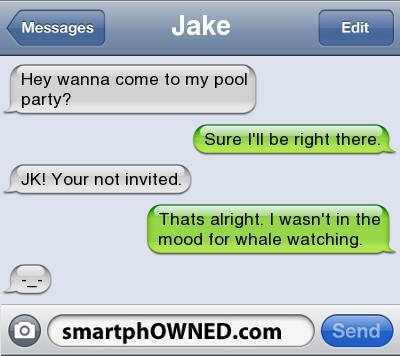 Messages
Jake
Edit
Hey wanna come to my pool
party?
Sure I'll be right there.
JK! Your not invited.
Thats alright. I wasn't in the
mood for whale watching.
-_-
smartphOWNED.com
Send